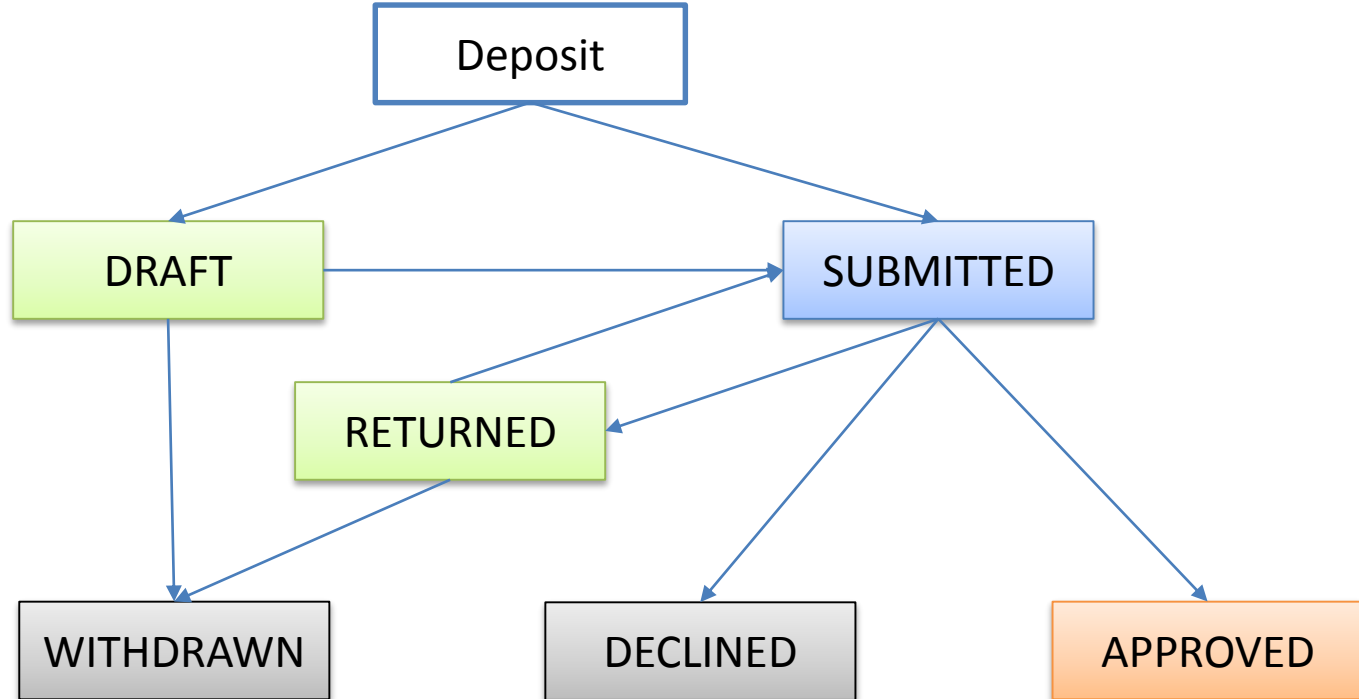 Deposit
DRAFT
SUBMITTED
RETURNED
WITHDRAWN
DECLINED
APPROVED